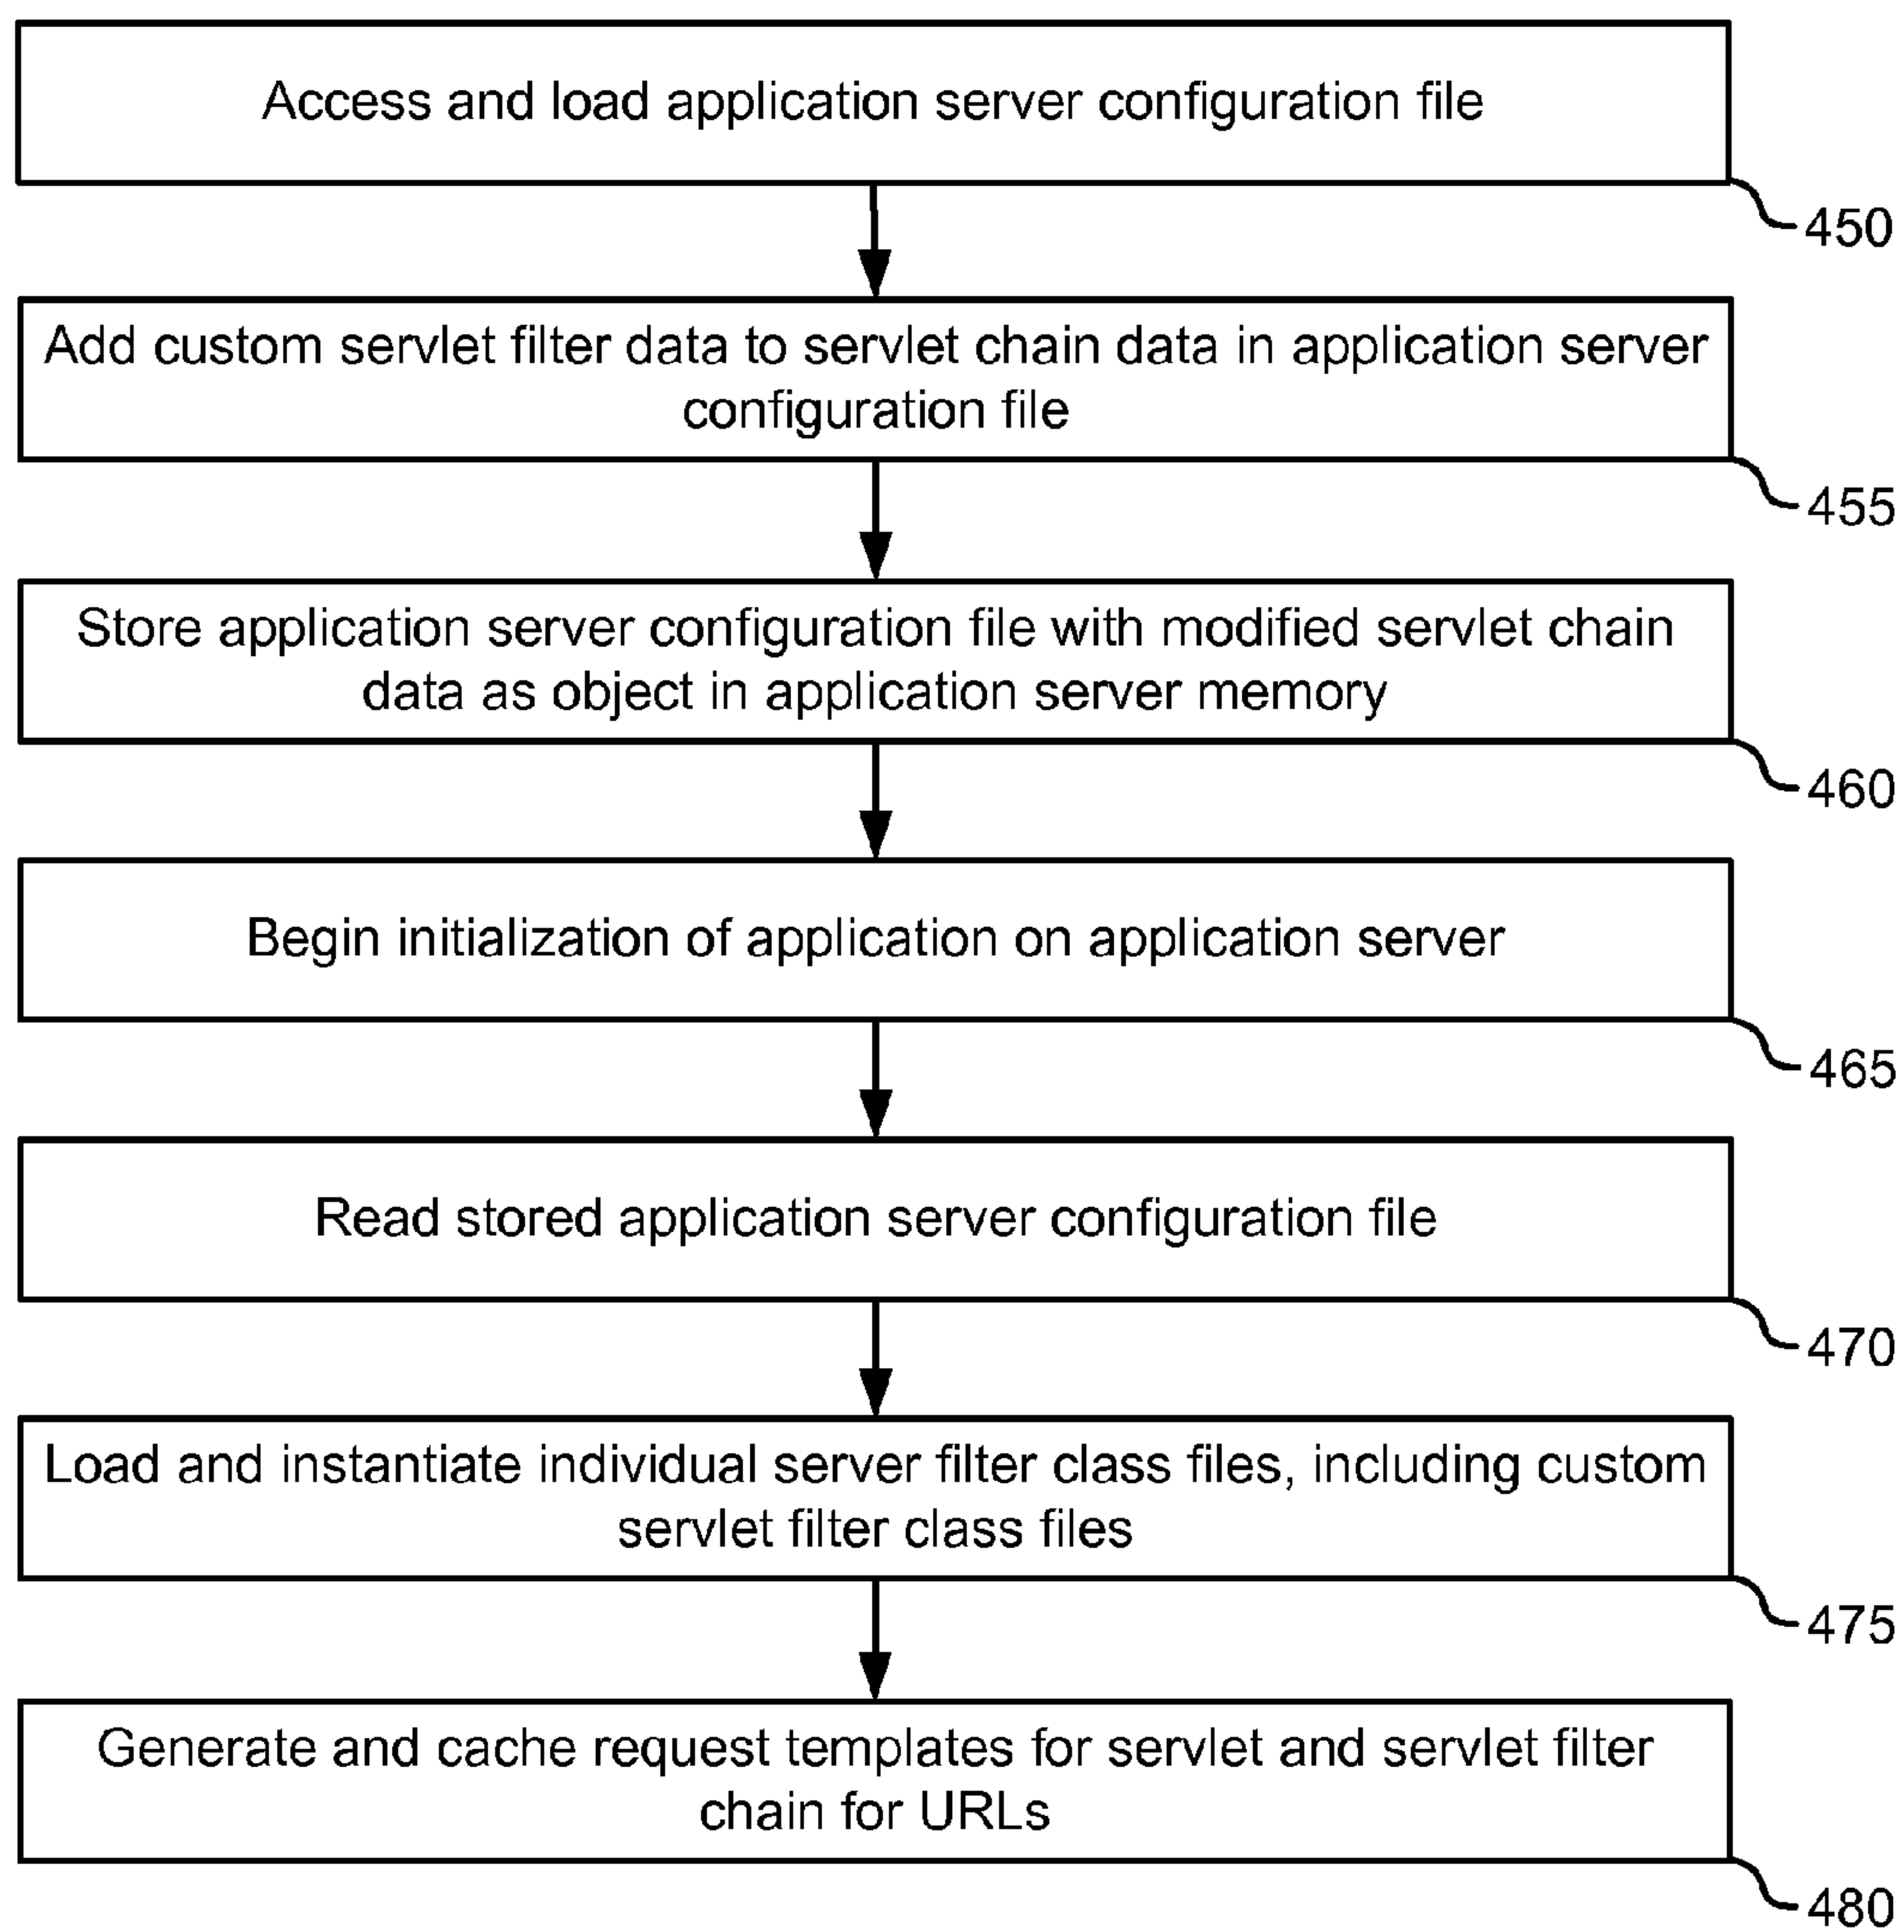 Access and load application server configuration file
450
Add custom servlet filter data to servlet chain data in application server
configuration file
455
Store application server configuration file with modified servlet chain
data as object in application server memory
460
Begin initialization of application on application server
465
Read stored application server configuration file
470
Load and instantiate individual server filter class files, including custom
servlet filter class files
475
Generate and cache request templates for servlet and servlet filter
chain for URLs
480